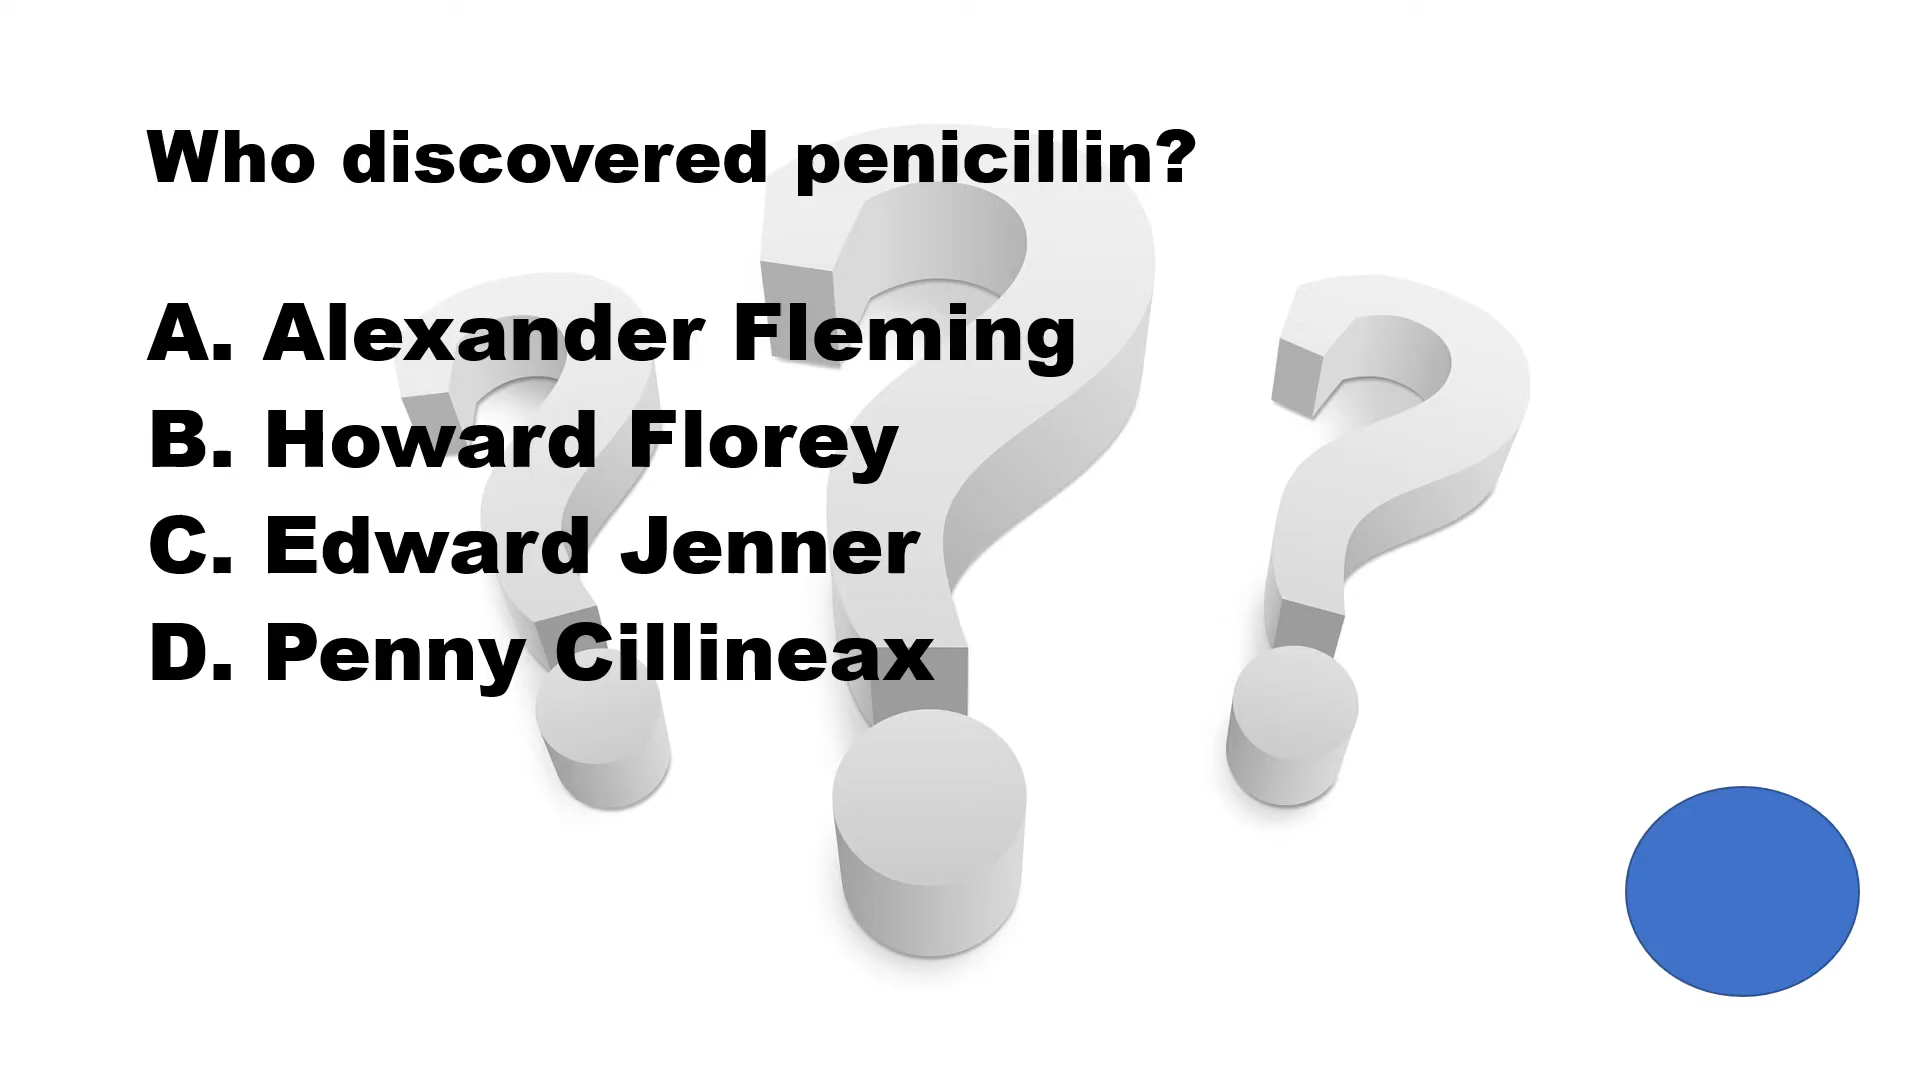 Who discovered penicillin?
A. Alexander Fleming
B. Howard Florey
C. Edward Jenner
D. Penny Cillineax